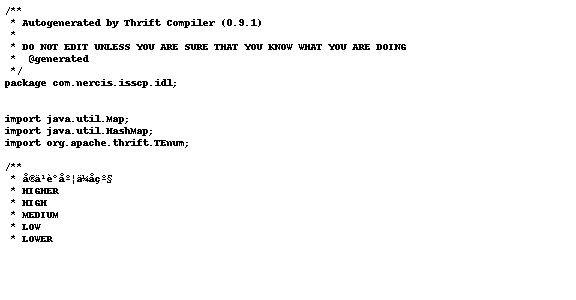 /**
 * Autogenerated by Thrift Compiler (0.9.1)
 *
 * DO NOT EDIT UNLESS YOU ARE SURE THAT YOU KNOW WHAT YOU ARE DOING
 *  @generated
 */
package com.nercis.isscp.idl;
import java.util.Map;
import java.util.HashMap;
import org.apache.thrift.TEnum;
/**
 *
 * HIGHER
 * HIGH
 * MEDIUM
 * LOW
 * LOWER